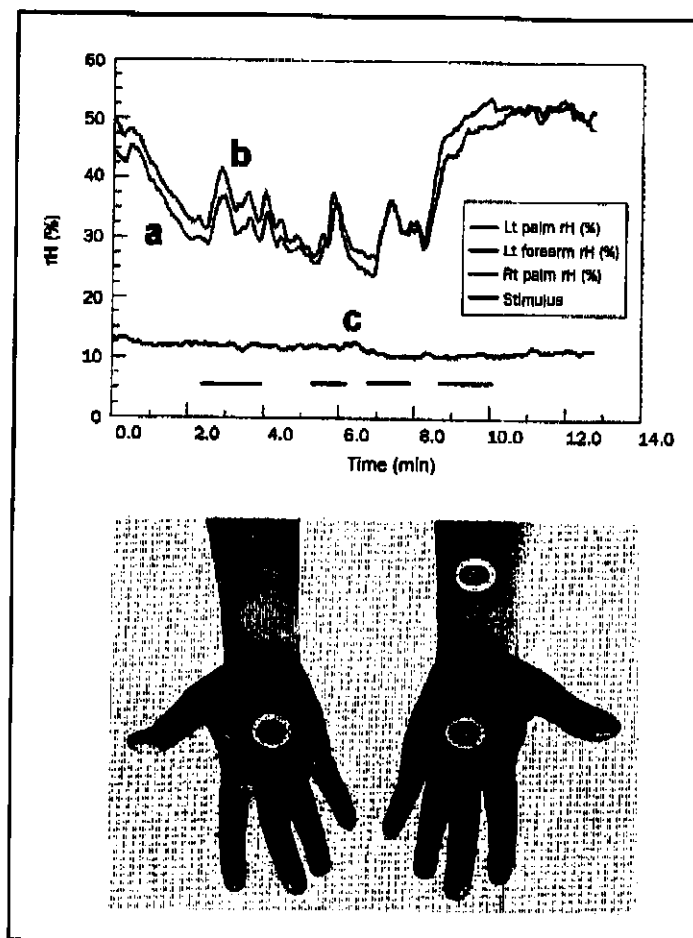 60
50
40
30
20
10
0
rH (%)
a
b
c
Lt palm rH (%)
Lt forearm rH (%)
Rt palm rH (%)
Stimulus
0.0 2.0 4.0 6.0 8.0 10.0 12.0 14.0
Time (min)